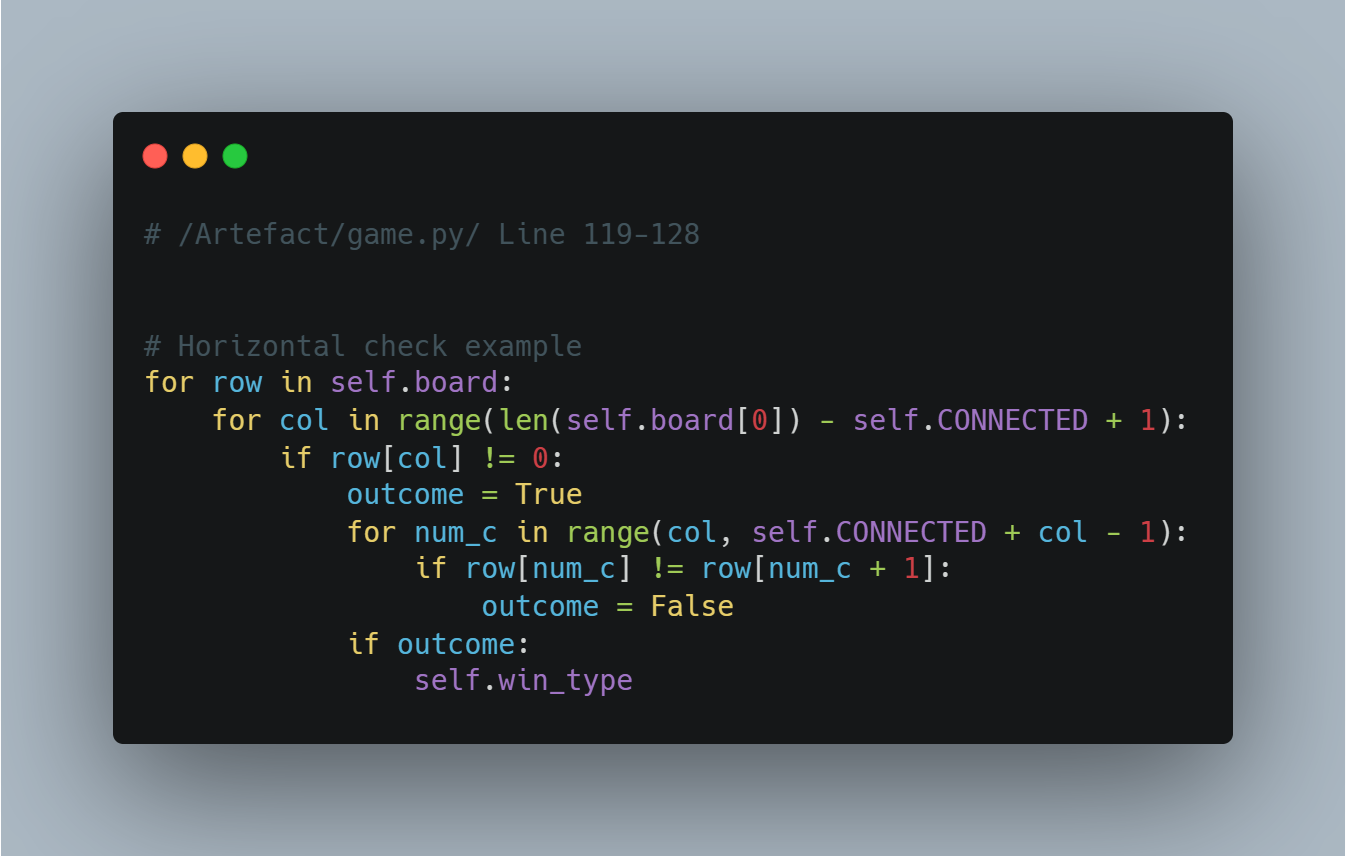 # /Artefact/game.py/ Line 119-128
# Horizontal check example
for row in self.board:
    for col in range(len(self.board[0]) - self.CONNECTED + 1):
        if row[col] != 0:
            outcome = True
            for num_c in range(col, self.CONNECTED + col - 1):
                if row[num_c] != row[num_c + 1]:
                    outcome = False
            if outcome:
                self.win_type